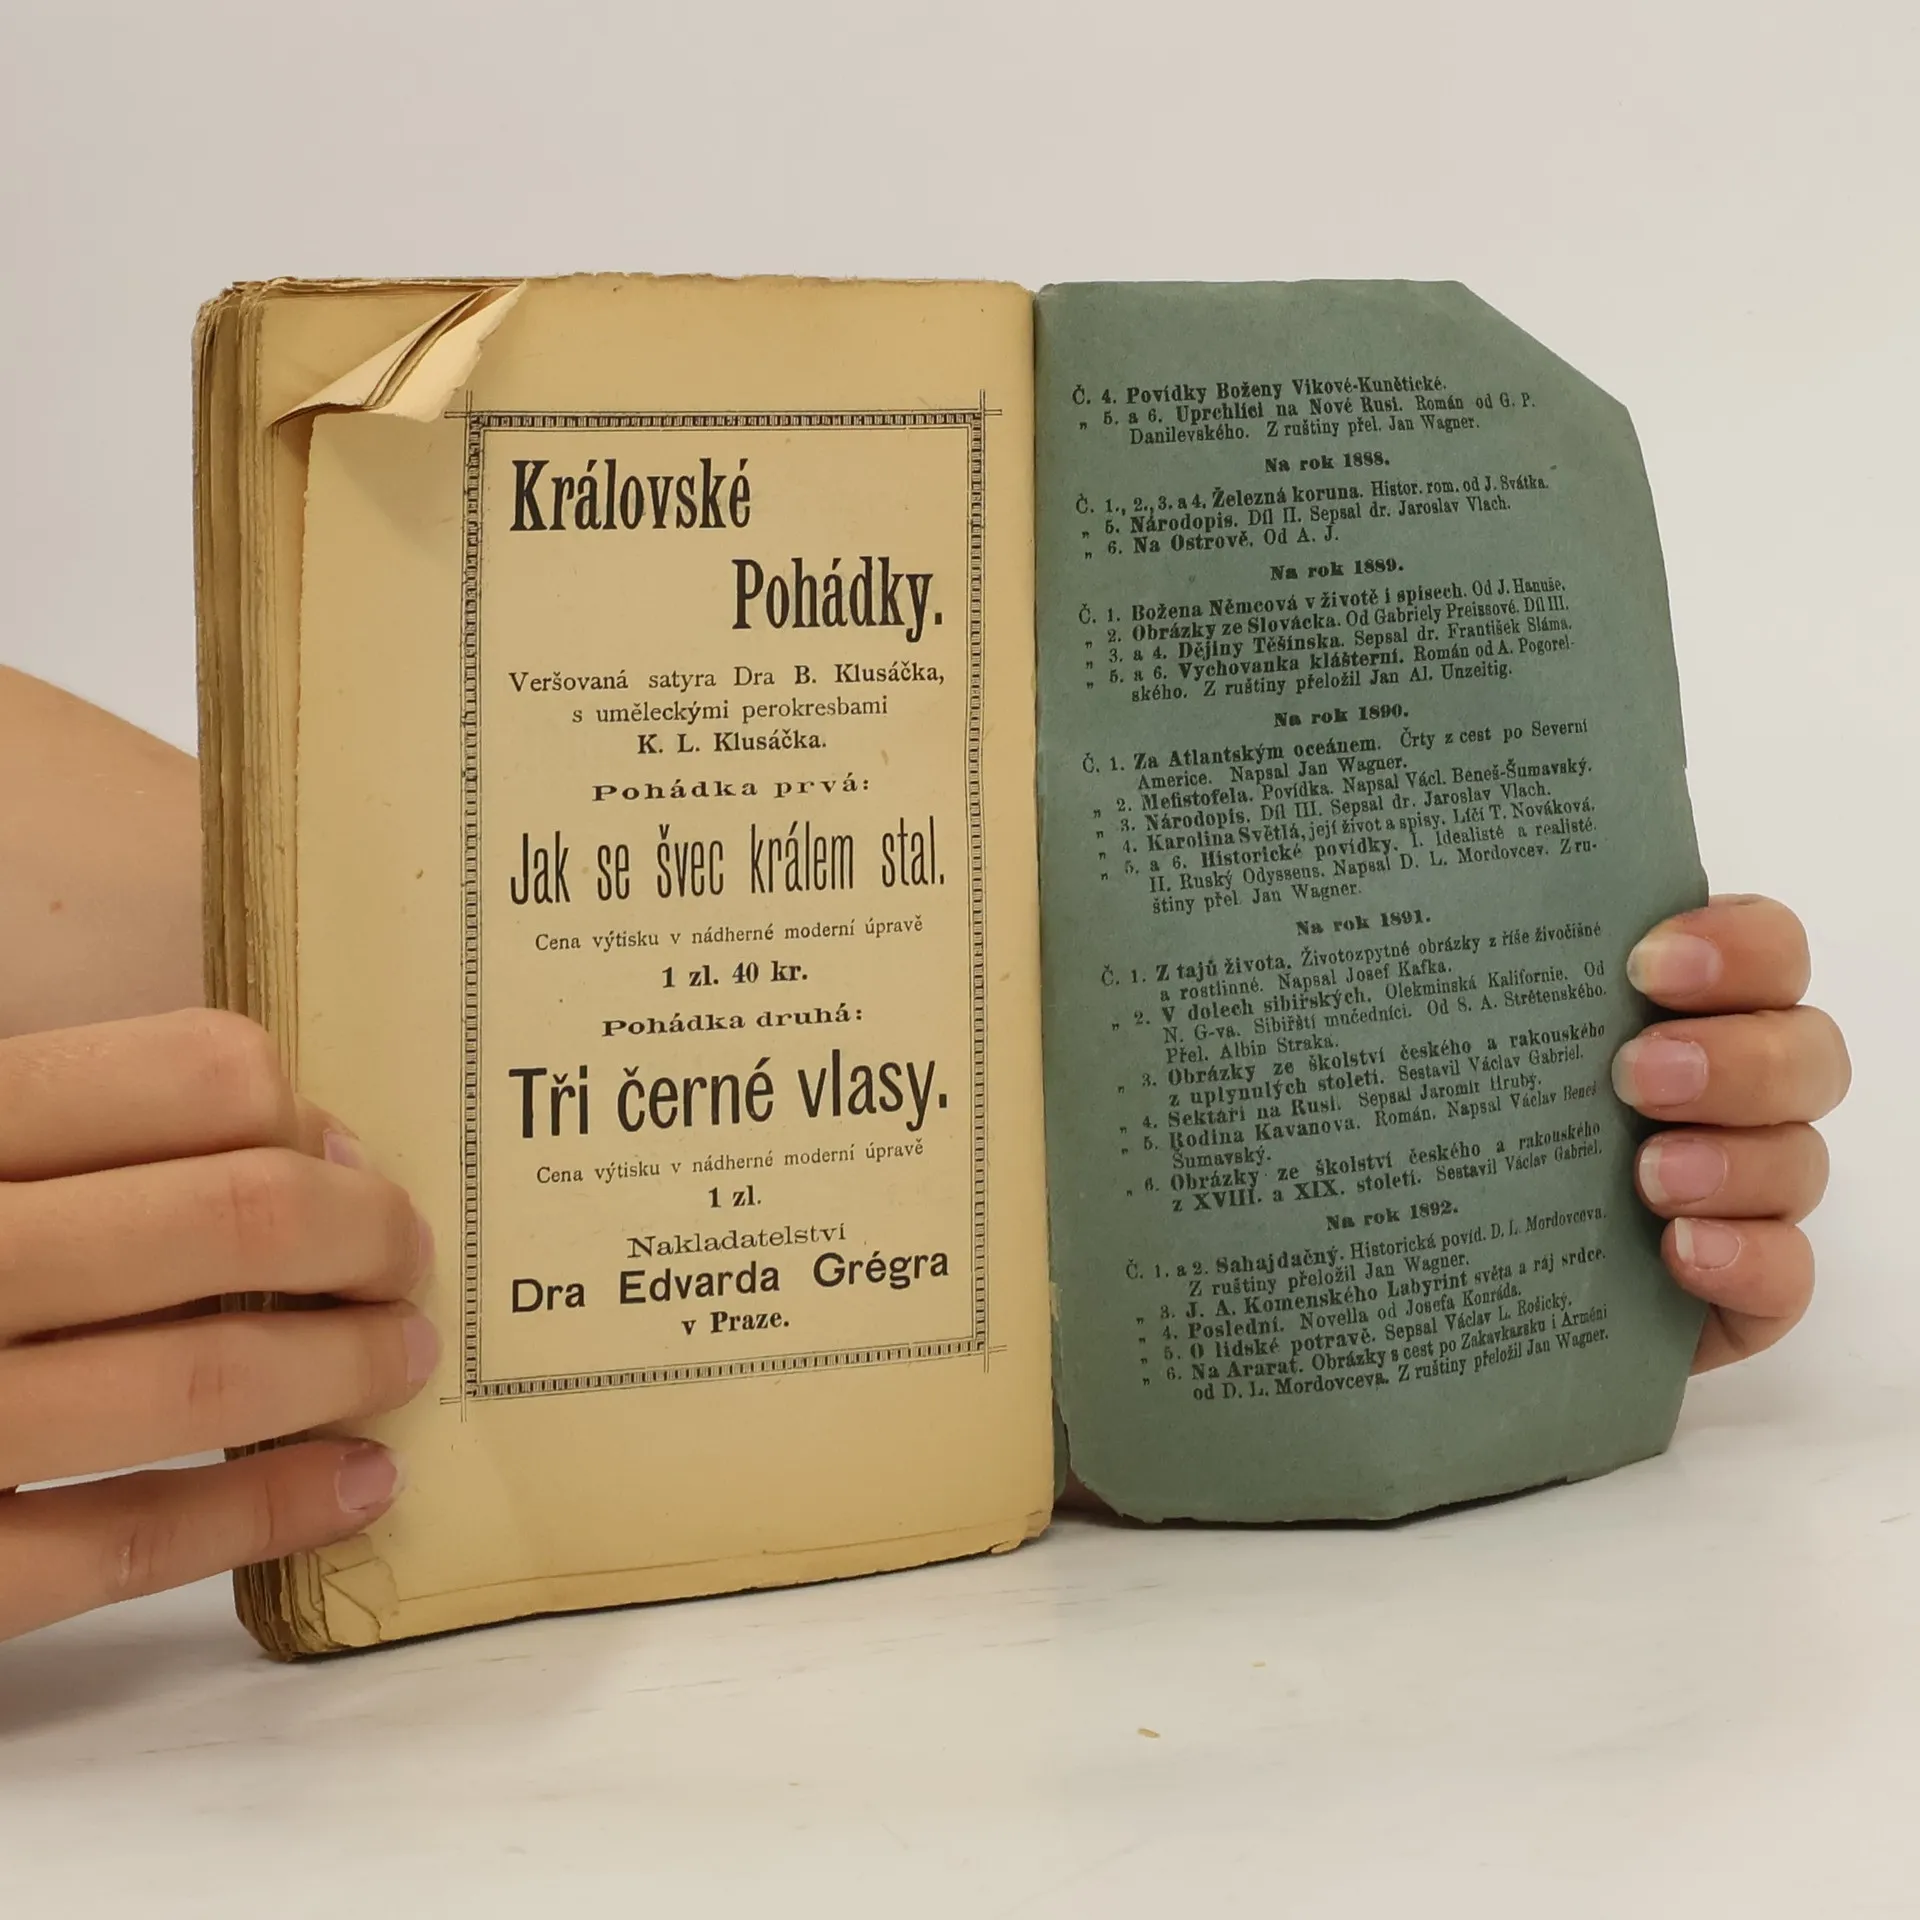 Královské
Pohádky.
Veršovaná satyra Dra B. Klusáčka,
s uměleckými perokresbami
K. L. Klusáčka.
Pohádka prvá:
Jak se švec králem stal.
Cena výtisku v nádherné moderní úpravě
1 zl. 40 kr.
Pohádka druhá:
Tři černé vlasy.
Cena výtisku v nádherné moderní úpravě
1 zl.
Nakladatelství
Dra Edvarda Grégra
v Praze.
Č. 4. Povídky Boženy Vikové-Kunětické.
„ 5. a 6. Uprchlíci na Nové Rusi. Román od G. P.
Danilevského. Z ruštiny přel. Jan Wagner.
Na rok 1888.
Č. 1., 2., 3. a 4. Železná koruna. Histor. rom. od J. Svátka.
„ 5. Národopis. Díl II. Sepsal dr. Jaroslav Vlach.
„ 6. Na Ostrově. Od A. J.
Na rok 1889.
Č. 1. Božena Němcová v životě i spisech. Od J. Hanuše.
„ 2. Obrázky ze Slovácka. Od Gabriely Preissové. Díl III.
„ 3. a 4. Dějiny Těšínska. Sepsal dr. František Sláma.
„ 5. a 6. Vychovanka klášterní. Román od A. Pogorel-
ského. Z ruštiny přeložil Jan Al. Unzeitig.
Na rok 1890.
Č. 1. Za Atlantským oceánem. Črty z cest po Severní
Americe. Napsal Jan Wagner.
„ 2. Mefistofela. Povídka. Napsal Václ. Beneš-Šumavský.
„ 3. Národopis. Díl III. Sepsal dr. Jaroslav Vlach.
„ 4. Karolina Světlá, její život a spisy. Líčí T. Nováková.
„ 5. a 6. Historické povídky. I. Idealisté a realisté.
II. Ruský Odysseus. Napsal D. L. Mordovcev. Z ru-
štiny přel. Jan Wagner.
Na rok 1891.
Č. 1. Z tajů života. Životozpytné obrázky z říše živočišné
a rostlinné. Napsal Josef Kafka.
„ 2. V dolech sibiřských. Olekminská Kalifornie. Od
N. G-va. Sibiřští mučedníci. Od S. A. Strětenského.
Přel. Albin Straka.
„ 3. Obrázky ze školství českého a rakouského
z uplynulých století. Sestavil Václav Gabriel.
„ 4. Sektáři na Rusi. Sepsal Jaromír Hrubý.
„ 5. Rodina Kavanova. Román. Napsal Václav Beneš
Šumavský.
„ 6. Obrázky ze školství českého a rakouského
z XVIII. a XIX. století. Sestavil Václav Gabriel.
Na rok 1892.
Č. 1. a 2. Sahajdačný. Historická povíd. D. L. Mordovceva.
Z ruštiny přeložil Jan Wagner.
„ 3. J. A. Komenského Labyrint světa a ráj srdce.
„ 4. Poslední. Novella od Josefa Konráda.
„ 5. O lidské potravě. Sepsal Václav L. Rosický.
„ 6. Na Ararat. Obrázky s cest po Zakavkazsku i Arménii
od D. L. Mordovceva. Z ruštiny přeložil Jan Wagner.